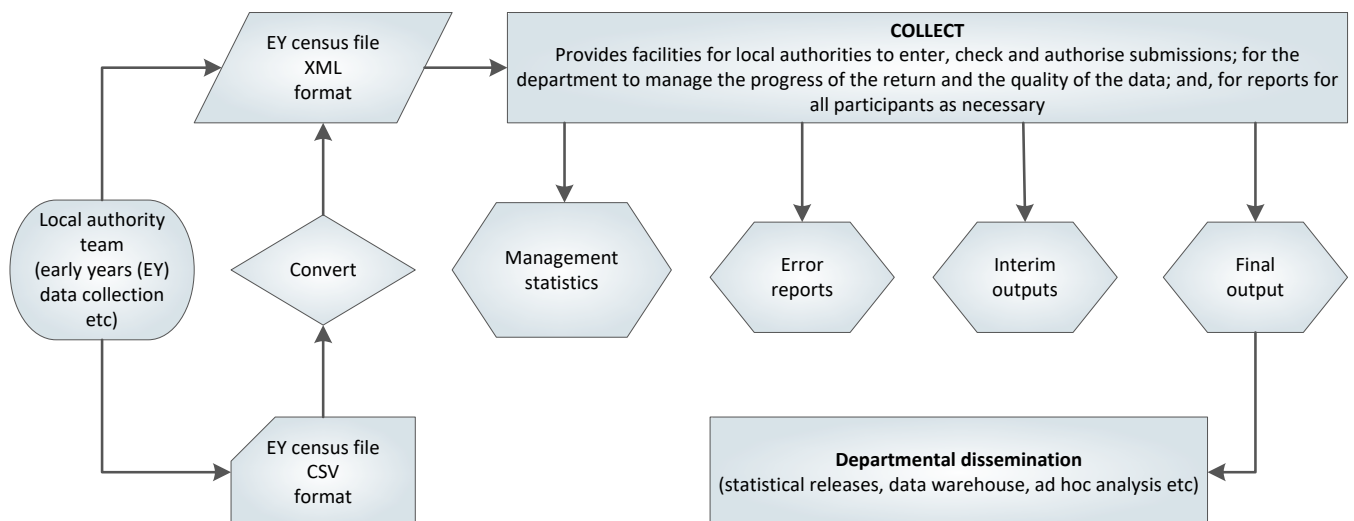 EY census file
XML
format
COLLECT
Provides facilities for local authorities to enter, check and authorise submissions; for the
department to manage the progress of the return and the quality of the data; and, for reports for
all participants as necessary
Local authority
team
(early years (EY)
data collection
etc)
Convert
Management
statistics
Error
reports
Interim
outputs
Final
output
EY census file
CSV
format
Departmental dissemination
(statistical releases, data warehouse, ad hoc analysis etc)